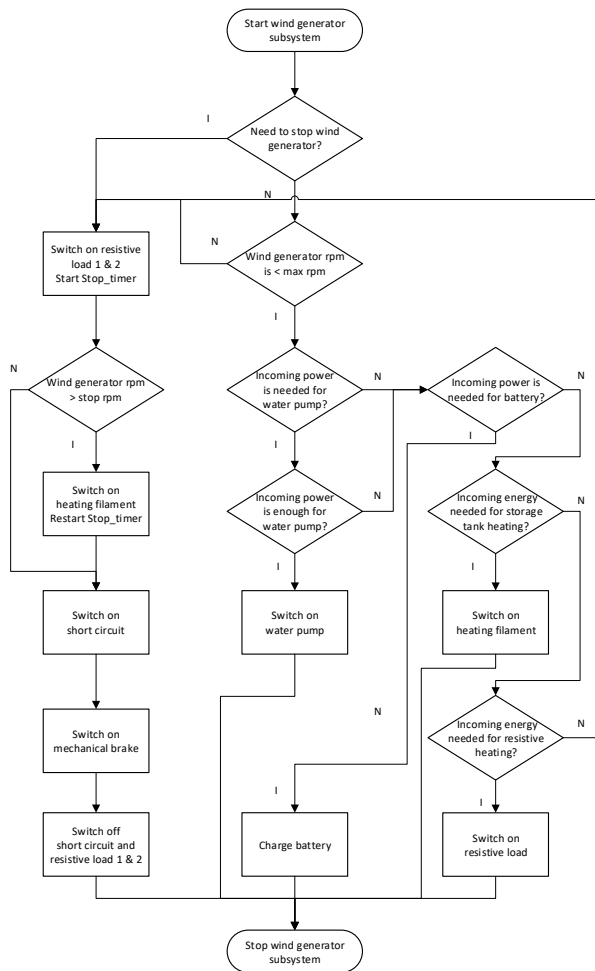 Start wind generator
subsystem
I
Need to stop wind
generator?
N
Switch on resistive
load 1 & 2
Start Stop_timer
N
Wind generator rpm
is < max rpm
I
N
Wind generator rpm
> stop rpm
I
Incoming power
is needed for
water pump?
N
I
Incoming power is
needed for battery?
N
I
Switch on
heating filament
Restart Stop_timer
Incoming power
is enough for
water pump?
N
I
Incoming energy
needed for storage
tank heating?
N
I
Switch on
short circuit
Switch on
water pump
Switch on
heating filament
Switch on
mechanical brake
N
Incoming energy
needed for resistive
heating?
N
I
I
Switch off
short circuit and
resistive load 1 & 2
Charge battery
Switch on
resistive load
Stop wind generator
subsystem